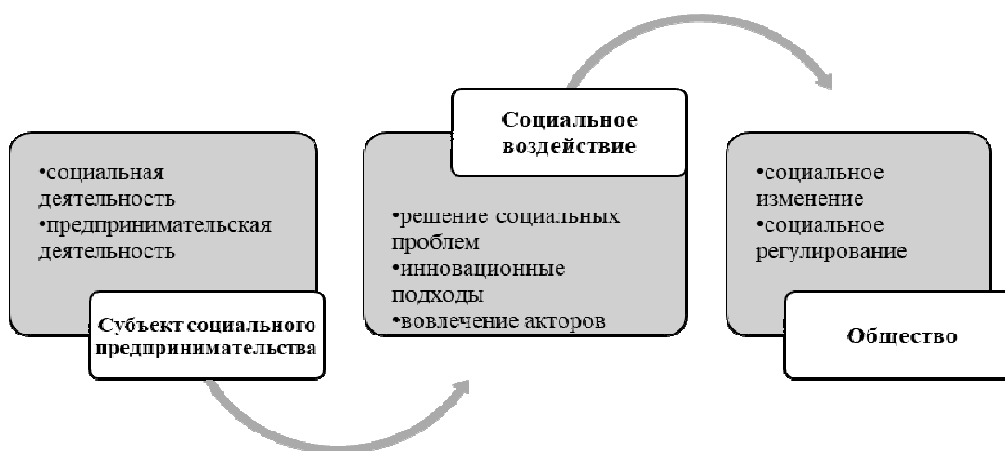 •социальная
деятельность
•предпринимательская
деятельность
Субъект социального
предпринимательства
Социальное
воздействие
•решение социальных
проблем
•инновационные
подходы
•вовлечение акторов
•социальное
изменение
•социальное
регулирование
Общество